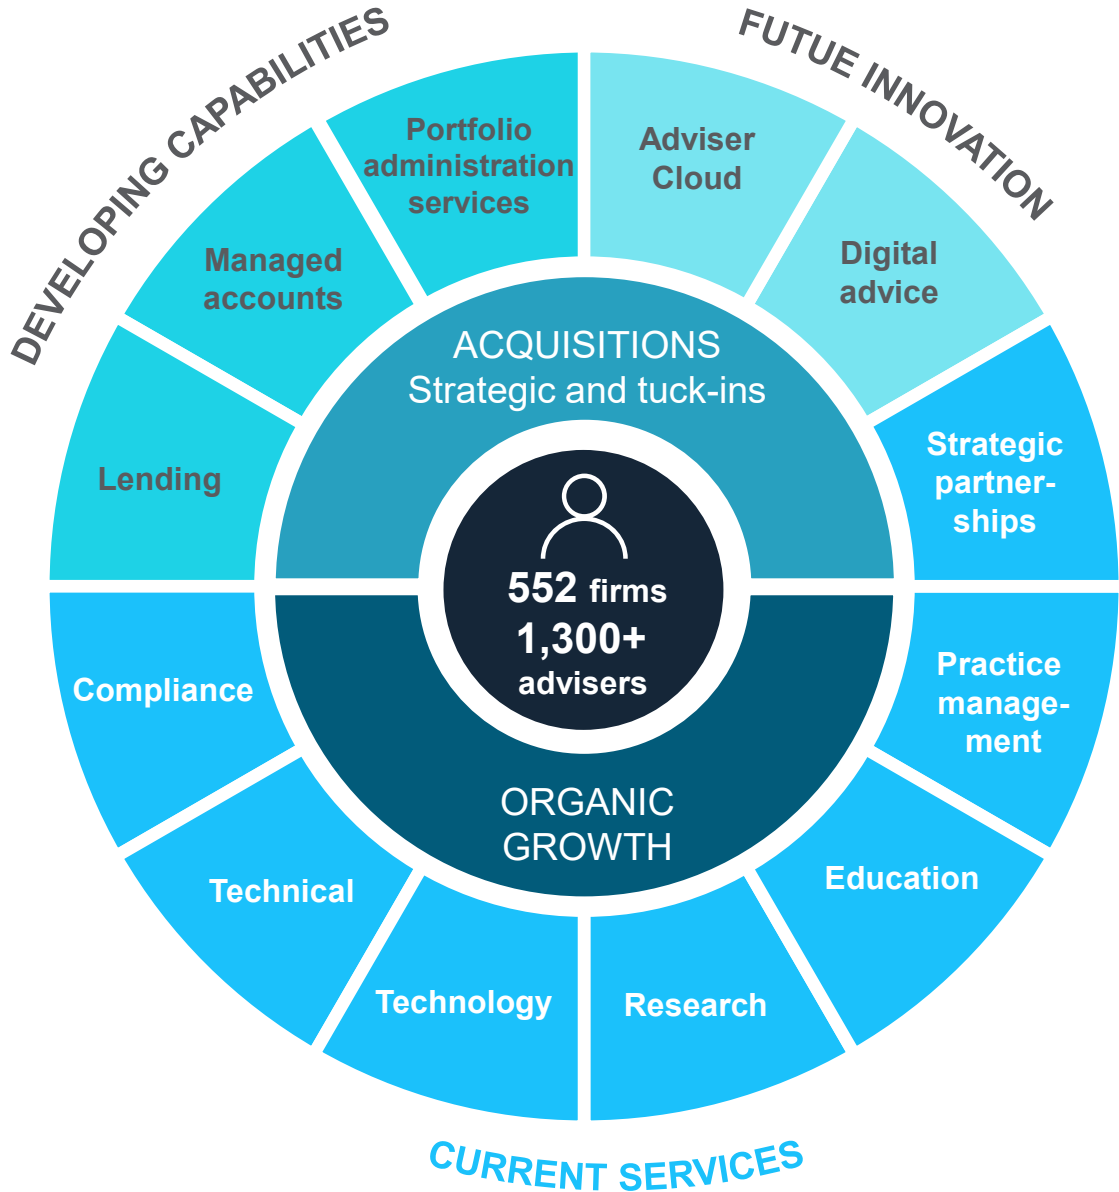 DEVELOPING CAPABILITIES
FUTUE INNOVATION
Portfolio
administration
services
Adviser
Cloud
Managed
accounts
Digital
advice
Lending
Strategic
partner-
ships
ACQUISITIONS
Strategic and tuck-ins
552 firms
1,300+
advisers
ORGANIC
GROWTH
Compliance
Practice
manage-
ment
Technical
Education
Technology
Research
CURRENT SERVICES